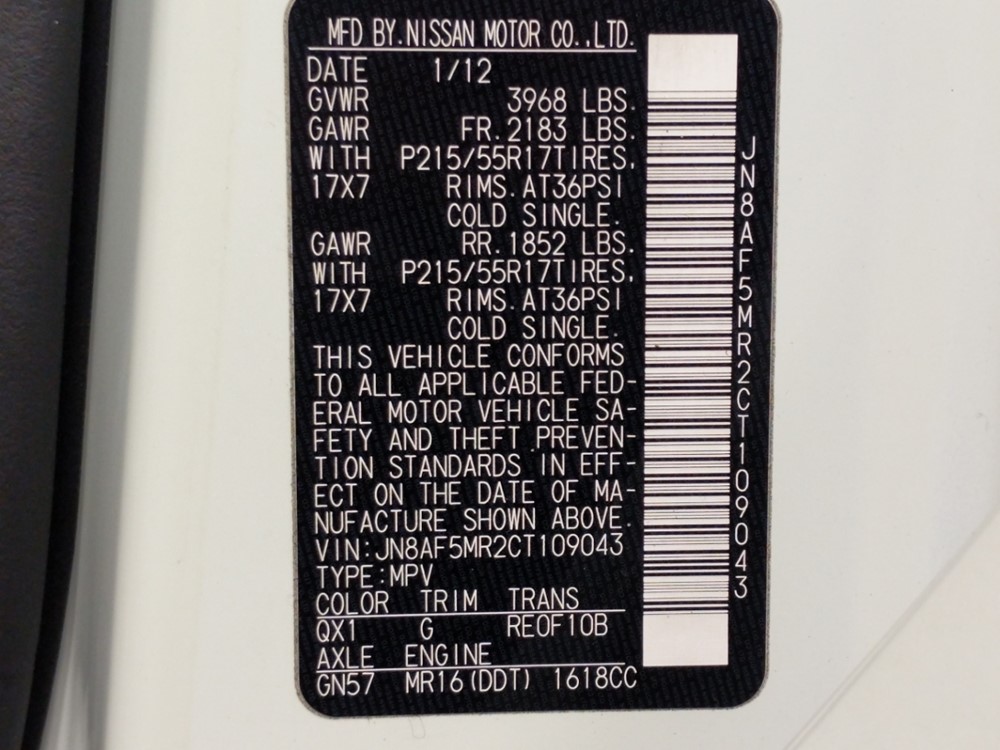 MFD BY.NISSAN MOTOR CO.,LTD.
DATE 1/12
GVWR 3968 LBS.
GAWR FR.2183 LBS.
WITH P215/55R17TIRES.
17X7 RIMS.AT36PSI
COLD SINGLE.
GAWR RR.1852 LBS.
WITH P215/55R17TIRES.
17X7 RIMS.AT36PSI
COLD SINGLE.
THIS VEHICLE CONFORMS
TO ALL APPLICABLE FED-
ERAL MOTOR VEHICLE SA-
FETY AND THEFT PREVEN-
TION STANDARDS IN EFF-
ECT ON THE DATE OF MA-
NUFACTURE SHOWN ABOVE.
VIN:JN8AF5MR2CT109043
TYPE:MPV
COLOR TRIM TRANS
QX1 G RE0F10B
AXLE ENGINE
GN57 MR16(DDT) 1618CC
JN8AF5MR2CT109043